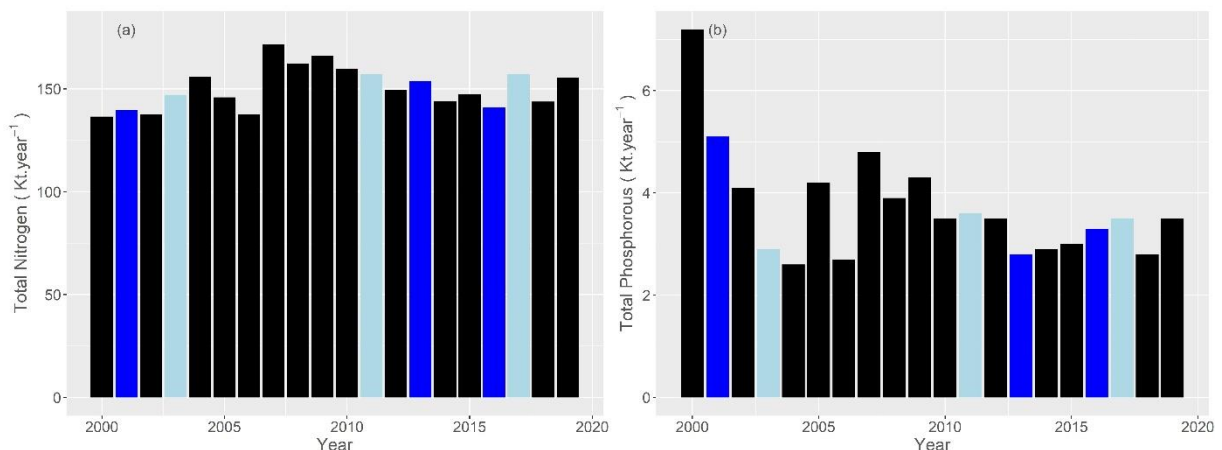 (a)
Total Nitrogen ( Kt.year⁻¹ )
150
100
50
0
2000 2005 2010 2015 2020
Year
(b)
Total Phosphorous ( Kt.year⁻¹ )
6
4
2
0
2000 2005 2010 2015 2020
Year